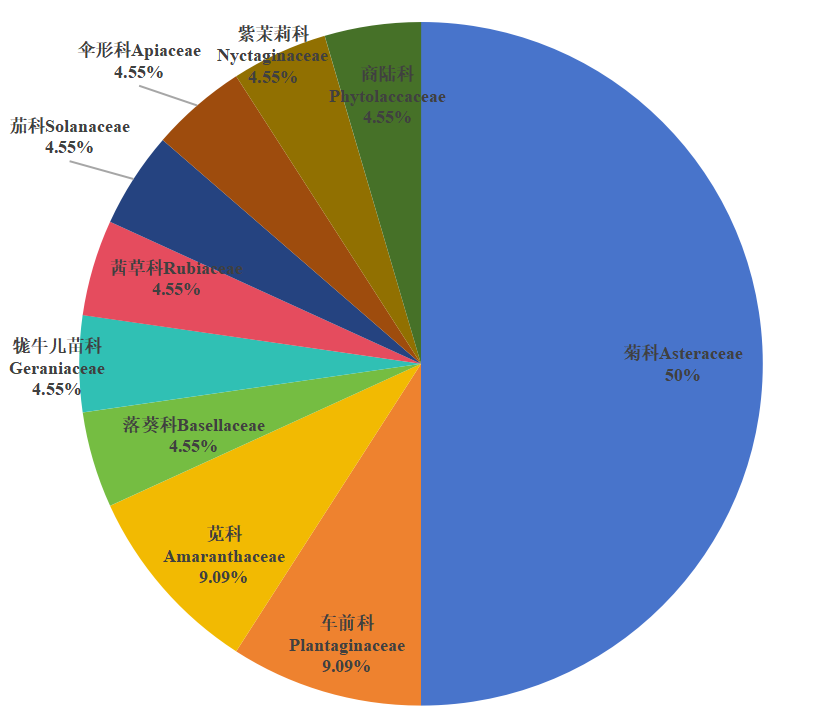 紫茉莉科
Nyctaginaceae
4.55%
伞形科Apiaceae
4.55%
商陆科
Phytolaccaceae
4.55%
茄科Solanaceae
4.55%
茜草科Rubiaceae
4.55%
牻牛儿苗科
Geraniaceae
4.55%
菊科Asteraceae
50%
落葵科Basellaceae
4.55%
苋科
Amaranthaceae
9.09%
车前科
Plantaginaceae
9.09%